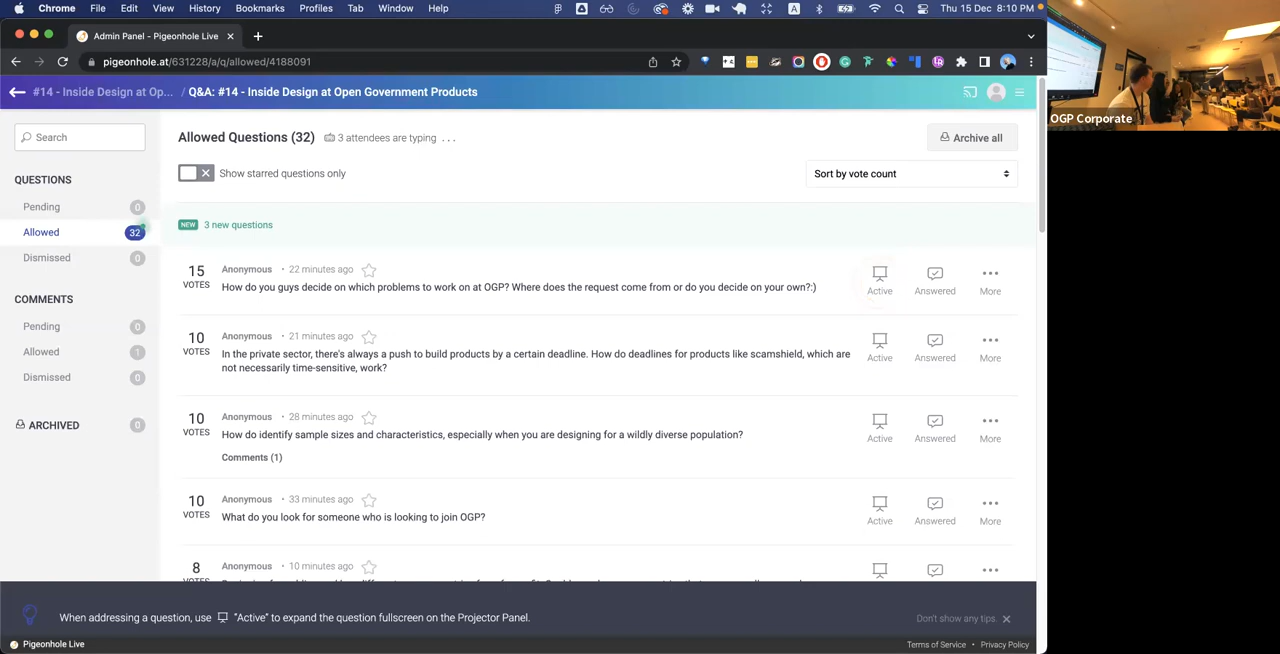 Chrome File Edit View History Bookmarks Profiles Tab Window Help Thu 15 Dec 8:10 PM
Admin Panel - Pigeonhole Live
pigeonhole.at/631228/a/q/allowed/4188091
#14 - Inside Design at Op... / Q&A: #14 - Inside Design at Open Government Products
OGP Corporate
Search
QUESTIONS
Pending 0
Allowed 32
Dismissed 0
COMMENTS
Pending 0
Allowed 1
Dismissed 0
ARCHIVED 0
Allowed Questions (32) 3 attendees are typing ...
Archive all
Show starred questions only
Sort by vote count
NEW 3 new questions
15 VOTES
Anonymous • 22 minutes ago
How do you guys decide on which problems to work on at OGP? Where does the request come from or do you decide on your own?:)
Active Answered More
10 VOTES
Anonymous • 21 minutes ago
In the private sector, there's always a push to build products by a certain deadline. How do deadlines for products like scamshield, which are
not necessarily time-sensitive, work?
Active Answered More
10 VOTES
Anonymous • 28 minutes ago
How do identify sample sizes and characteristics, especially when you are designing for a wildly diverse population?
Comments (1)
Active Answered More
10 VOTES
Anonymous • 33 minutes ago
What do you look for someone who is looking to join OGP?
Active Answered More
8 VOTES
Anonymous • 10 minutes ago
When addressing a question, use "Active" to expand the question fullscreen on the Projector Panel.
Don't show any tips.
Pigeonhole Live
Terms of Service • Privacy Policy